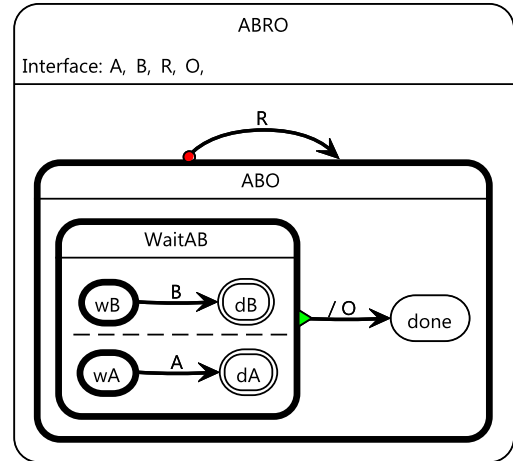 ABRO
Interface: A, B, R, O,
R
ABO
WaitAB
wB
B
dB
/ O
done
wA
A
dA